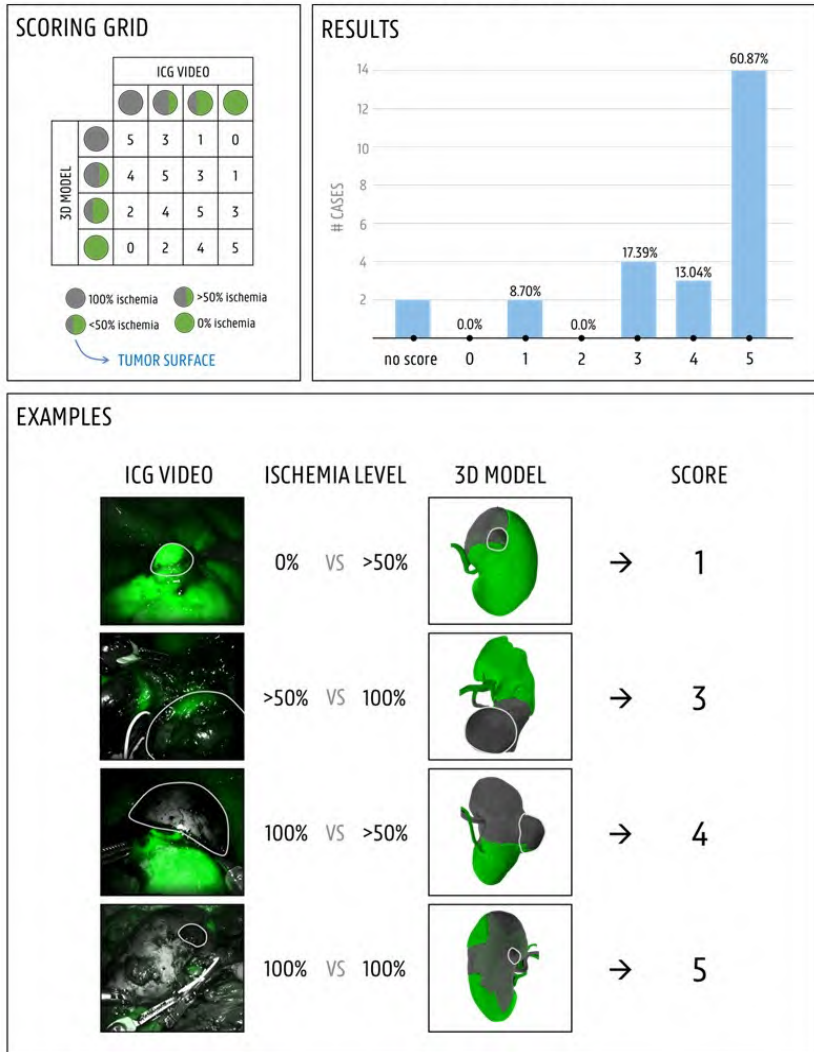 SCORING GRID
ICG VIDEO
3D MODEL
5 3 1 0
4 5 3 1
2 4 5 3
0 2 4 5
100% ischemia >50% ischemia
<50% ischemia 0% ischemia
TUMOR SURFACE
RESULTS
# CASES
14
12
10
8
6
4
2
0.0%
8.70%
0.0%
17.39%
13.04%
60.87%
no score 0 1 2 3 4 5
EXAMPLES
ICG VIDEO ISCHEMIA LEVEL 3D MODEL SCORE
0% VS >50% → 1
>50% VS 100% → 3
100% VS >50% → 4
100% VS 100% → 5